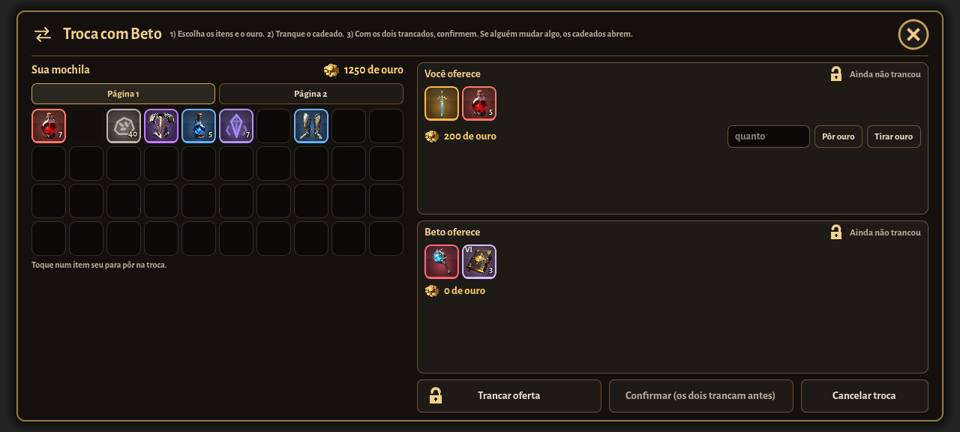 Troca com Beto
1) Escolha os itens e o ouro. 2) Tranque o cadeado. 3) Com os dois trancados, confirmem. Se alguém mudar algo, os cadeados abrem.
Sua mochila
1250 de ouro
Página 1
Página 2
7
40
5
7
Toque num item seu para pôr na troca.
Você oferece
Ainda não trancou
5
200 de ouro
quanto
Pôr ouro
Tirar ouro
Beto oferece
Ainda não trancou
VI
3
0 de ouro
Trancar oferta
Confirmar (os dois trancam antes)
Cancelar troca